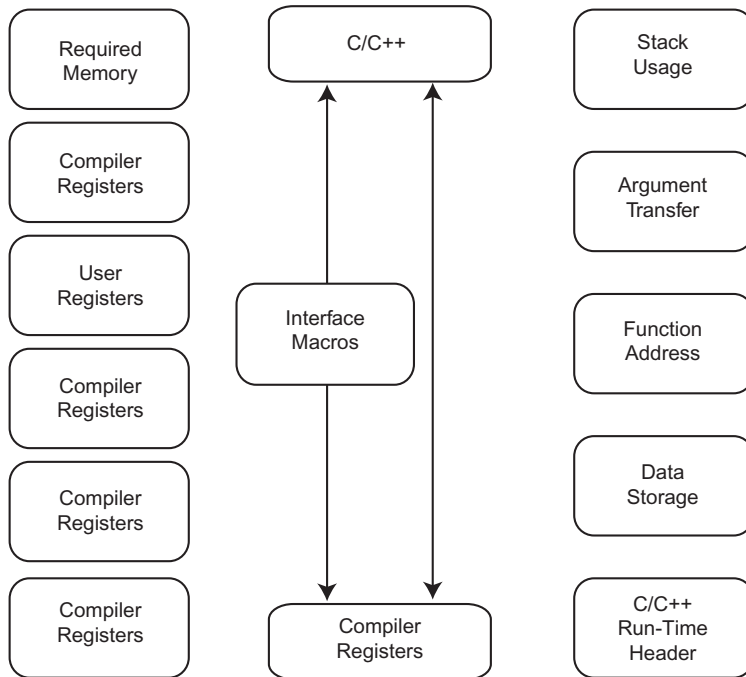 Required
Memory
Compiler
Registers
User
Registers
Compiler
Registers
Compiler
Registers
Compiler
Registers
C/C++
Interface
Macros
Compiler
Registers
Stack
Usage
Argument
Transfer
Function
Address
Data
Storage
C/C++
Run-Time
Header